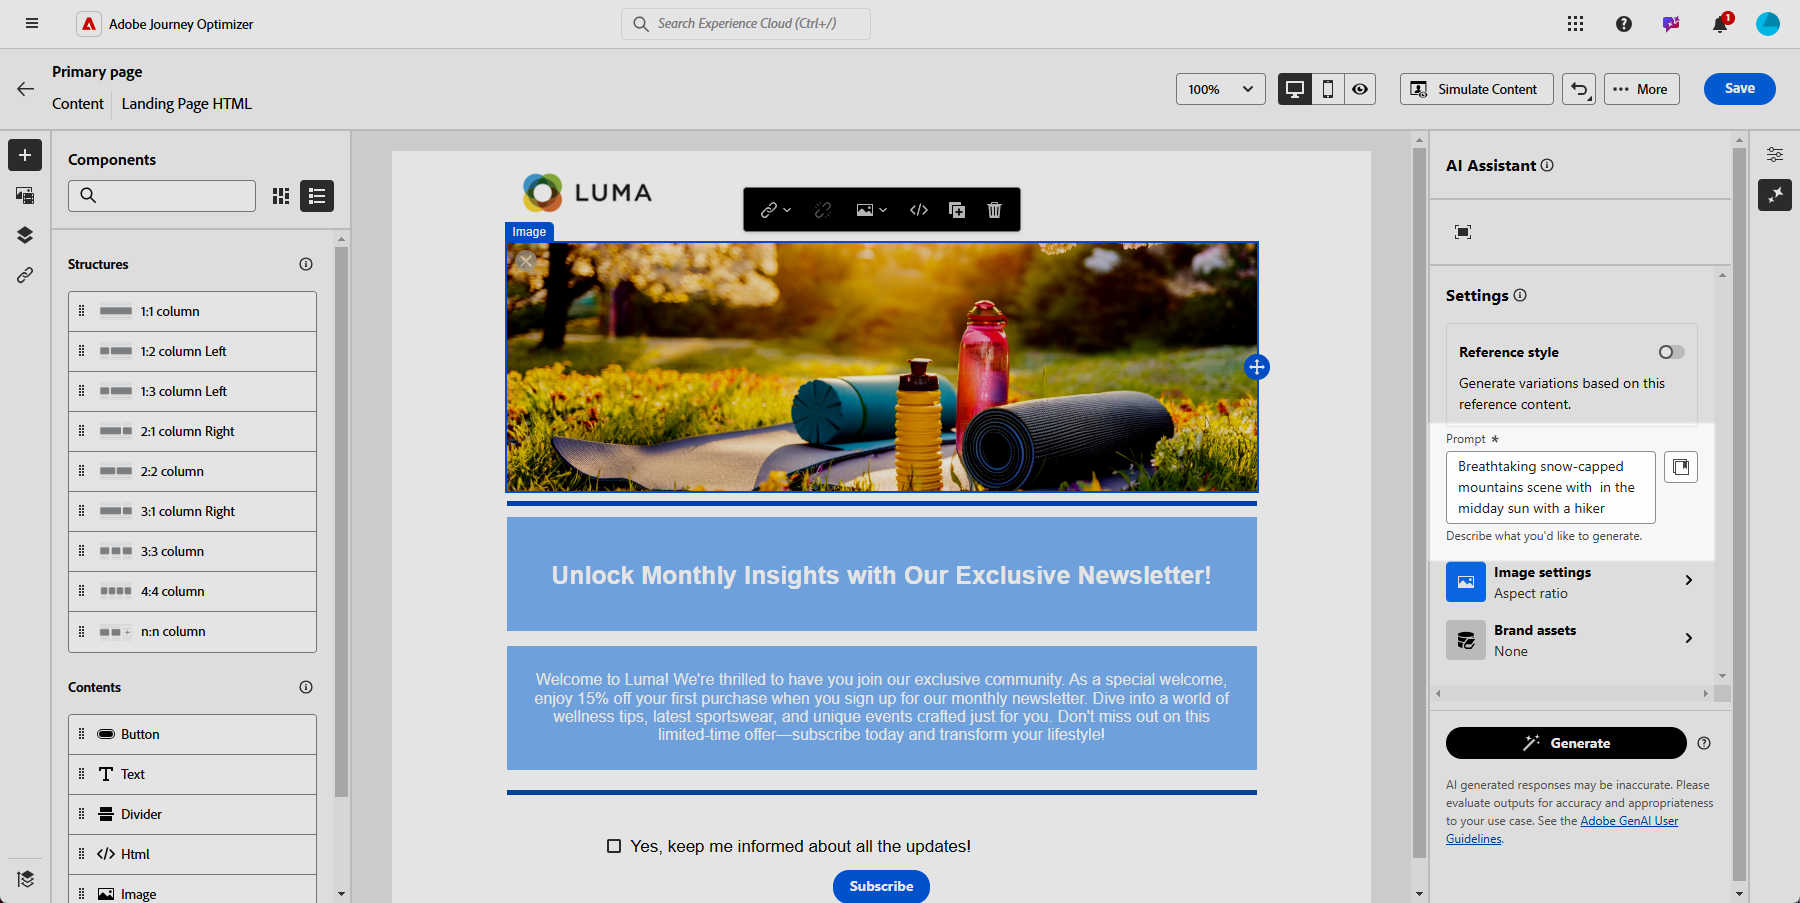 Adobe Journey Optimizer
Search Experience Cloud (Ctrl+/)
1
Primary page
Content
Landing Page HTML
100%
Simulate Content
More
Save
Components
Structures
1:1 column
1:2 column Left
1:3 column Left
2:1 column Right
2:2 column
3:1 column Right
3:3 column
4:4 column
n:n column
Contents
Button
Text
Divider
Html
Image
LUMA
Image
Unlock Monthly Insights with Our Exclusive Newsletter!
Welcome to Luma! We're thrilled to have you join our exclusive community. As a special welcome,
enjoy 15% off your first purchase when you sign up for our monthly newsletter. Dive into a world of
wellness tips, latest sportswear, and unique events crafted just for you. Don't miss out on this
limited-time offer—subscribe today and transform your lifestyle!
Yes, keep me informed about all the updates!
Subscribe
AI Assistant
Settings
Reference style
Generate variations based on this
reference content.
Prompt *
Breathtaking snow-capped
mountains scene with  in the
midday sun with a hiker
Describe what you'd like to generate.
Image settings
Aspect ratio
Brand assets
None
Generate
AI generated responses may be inaccurate. Please
evaluate outputs for accuracy and appropriateness
to your use case. See the Adobe GenAI User
Guidelines.